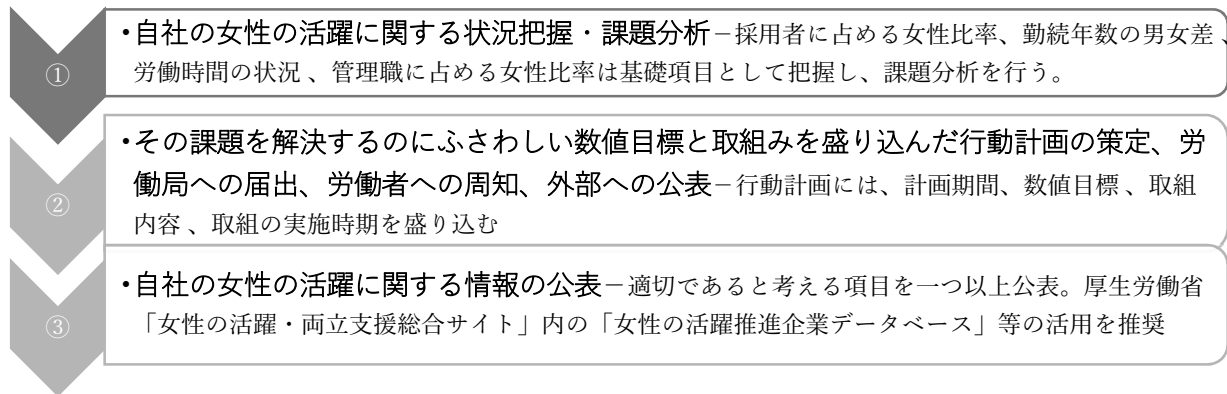 ①
・自社の女性の活躍に関する状況把握・課題分析－採用者に占める女性比率、勤続年数の男女差、
労働時間の状況 、管理職に占める女性比率は基礎項目として把握し、課題分析を行う。
②
・その課題を解決するのにふさわしい数値目標と取組みを盛り込んだ行動計画の策定、労
働局への届出、労働者への周知、外部への公表－行動計画には、計画期間、数値目標 、取組
内容 、取組の実施時期を盛り込む
③
・自社の女性の活躍に関する情報の公表－適切であると考える項目を一つ以上公表。厚生労働省
「女性の活躍・両立支援総合サイト」内の「女性の活躍推進企業データベース」等の活用を推奨